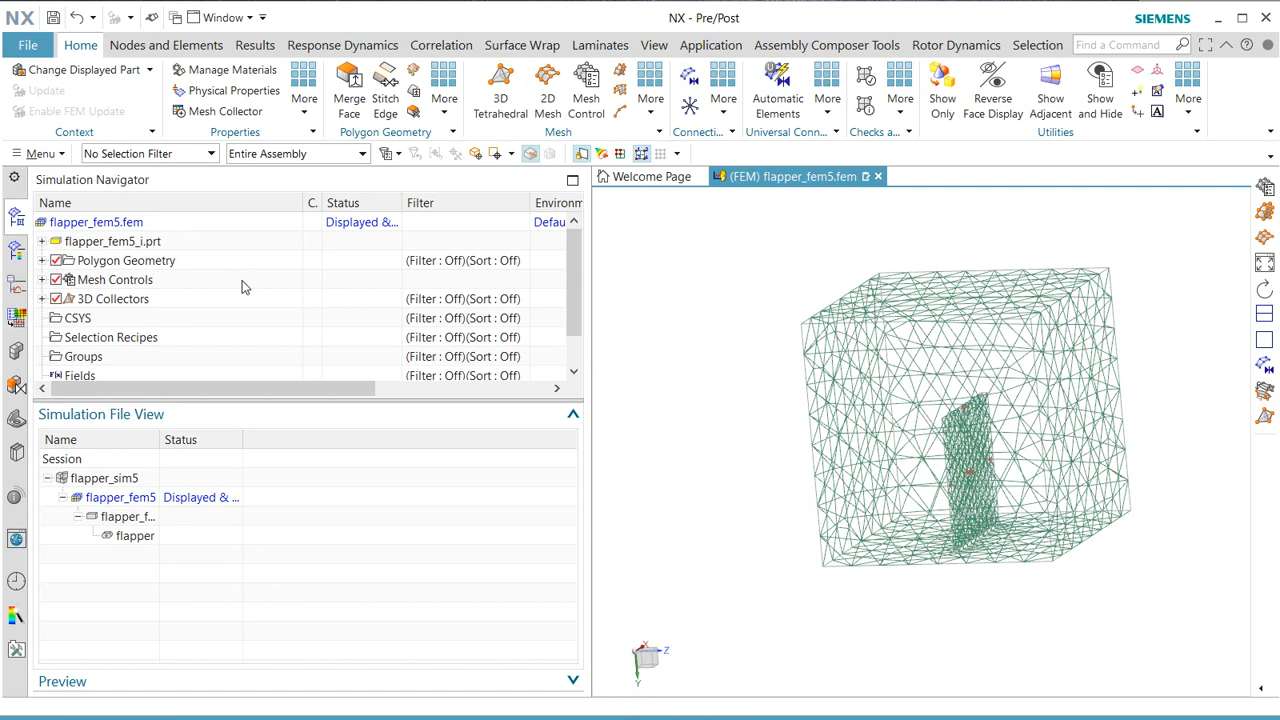 NX
Window
NX - Pre/Post
SIEMENS
File
Home
Nodes and Elements
Results
Response Dynamics
Correlation
Surface Wrap
Laminates
View
Application
Assembly Composer Tools
Rotor Dynamics
Selection
Find a Command
Change Displayed Part
Update
Enable FEM Update
Context
Manage Materials
Physical Properties
Mesh Collector
More
Properties
Merge Face
Stitch Edge
More
Polygon Geometry
3D Tetrahedral
2D Mesh
Mesh Control
More
Mesh
More
Connecti...
Automatic Elements
More
Universal Conn...
More
Checks a...
Show Only
Reverse Face Display
Show Adjacent
Show and Hide
A
More
Utilities
Menu
No Selection Filter
Entire Assembly
Simulation Navigator
Welcome Page
(FEM) flapper_fem5.fem
Name C. Status Filter Environm
flapper_fem5.fem Displayed &... Defau
flapper_fem5_i.prt
Polygon Geometry (Filter : Off)(Sort : Off)
Mesh Controls
3D Collectors (Filter : Off)(Sort : Off)
CSYS
Selection Recipes (Filter : Off)(Sort : Off)
Groups (Filter : Off)(Sort : Off)
Fields (Filter : Off)(Sort : Off)
Simulation File View
Name Status
Session
flapper_sim5
flapper_fem5 Displayed & ...
flapper_f...
flapper
Preview
X
Z
Y